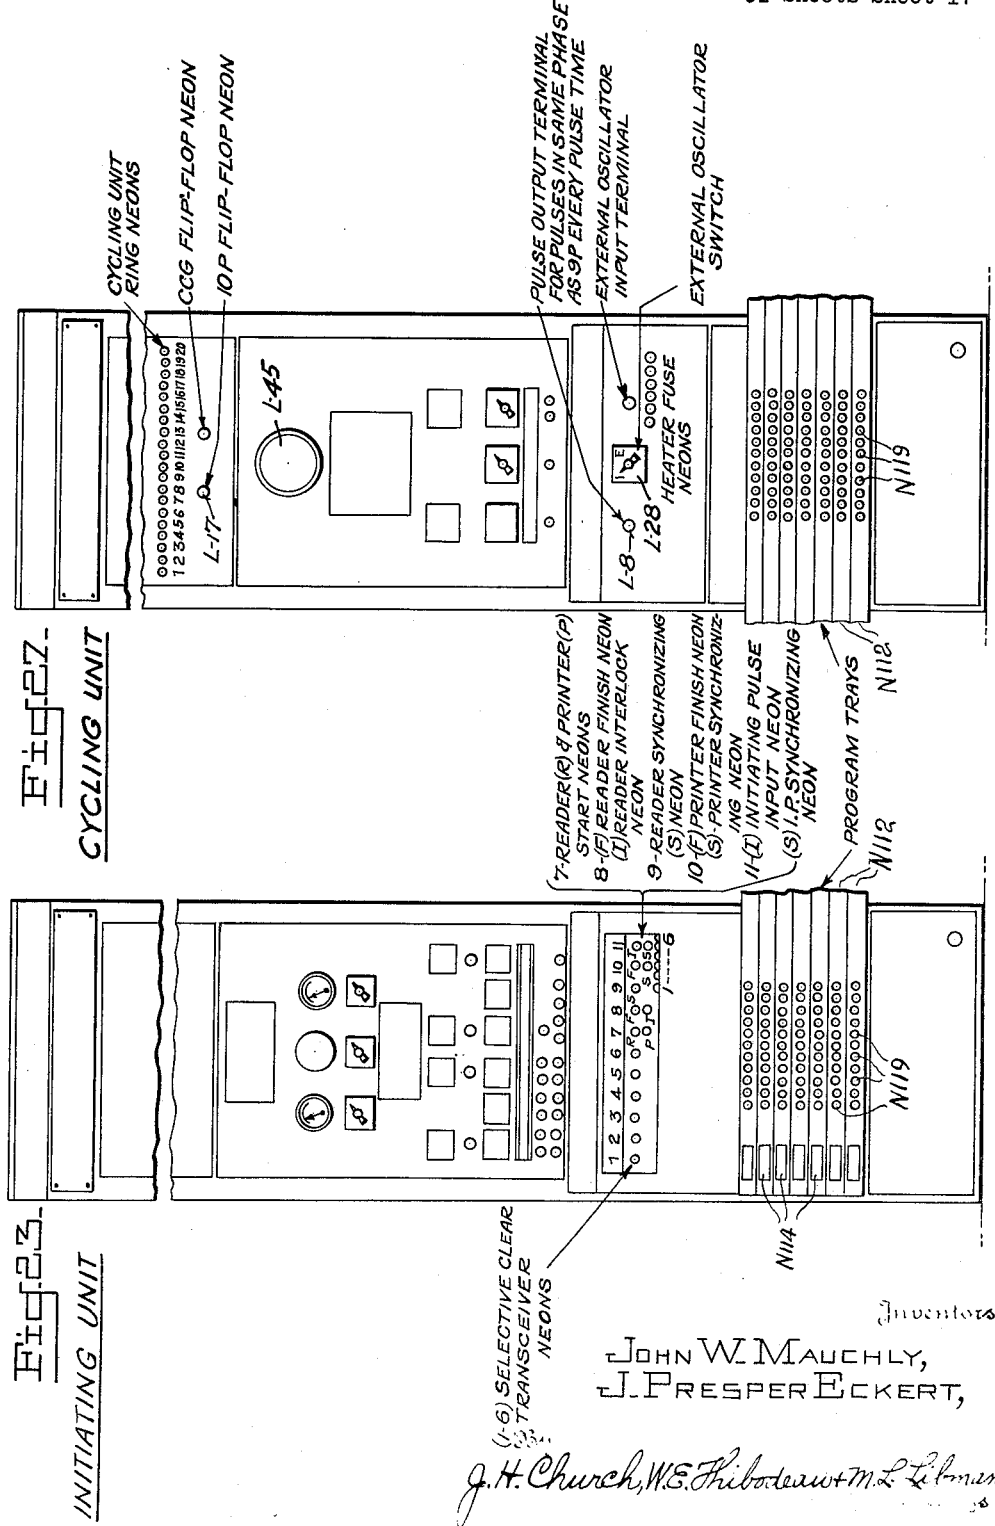 Fig.27.
CYCLING UNIT
CYCLING UNIT
RING NEONS
CCG FLIP-FLOP NEON
10P FLIP-FLOP NEON
1 2 3 4 5 6 7 8 9 10 11 12 13 14 15 16 17 18 19 20
L-17
L-45
PULSE OUTPUT TERMINAL
FOR PULSES IN SAME PHASE
AS 9P EVERY PULSE TIME
EXTERNAL OSCILLATOR
INPUT TERMINAL
EXTERNAL OSCILLATOR
SWITCH
L-8
I E
L-28
HEATER FUSE
NEONS
N119
N112
PROGRAM TRAYS
N112
Fig.23.
INITIATING UNIT
7-READER(R) & PRINTER(P)
START NEONS
8-(F) READER FINISH NEON
(I) READER INTERLOCK
NEON
9-READER SYNCHRONIZING
(S) NEON
10-(F) PRINTER FINISH NEON
(S)-PRINTER SYNCHRONIZ-
ING NEON
11-(I) INITIATING PULSE
INPUT NEON
(S) I.P. SYNCHRONIZING
NEON
1 2 3 4 5 6 7 8 9 10 11
R F S F I
P I S S
1-----6
N119
N114
(1-6) SELECTIVE CLEAR
TRANSCEIVER
NEONS
Inventors
JOHN W. MAUCHLY,
J. PRESPER ECKERT,
By
J. H. Church, W. E. Thibodeau & M. L. Libman